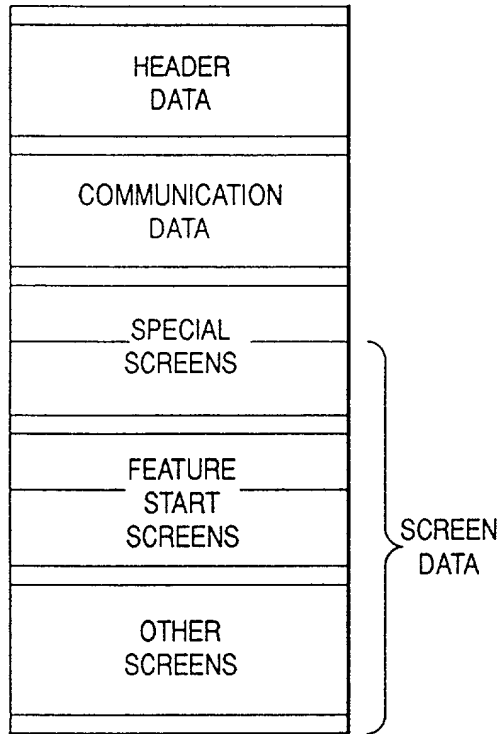 HEADER
DATA
COMMUNICATION
DATA
SPECIAL
SCREENS
FEATURE
START
SCREENS
OTHER
SCREENS
SCREEN
DATA